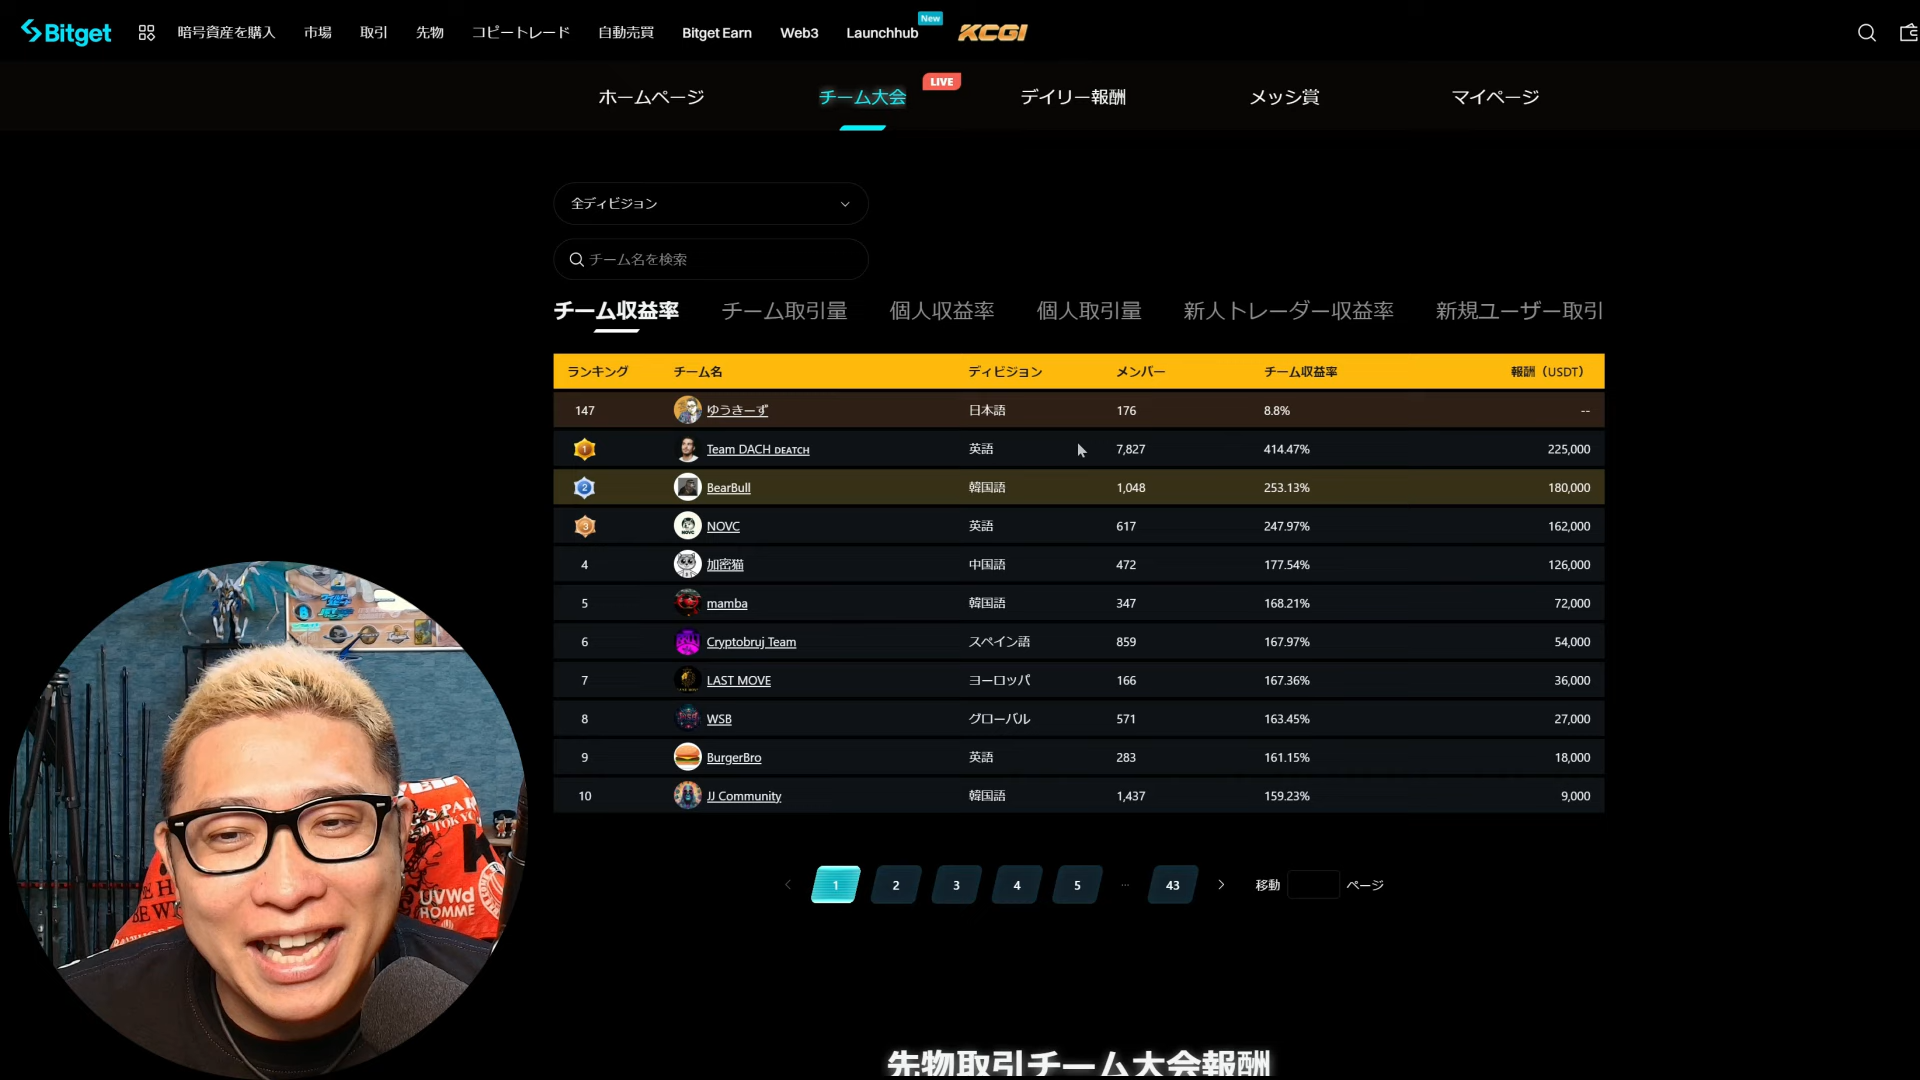 Bitget 暗号資産を購入 市場 取引 先物 コピートレード 自動売買 Bitget Earn Web3 Launchhub New KCGI
ホームページ チーム大会 LIVE デイリー報酬 メッシ賞 マイページ
全ディビジョン
チーム名を検索
チーム収益率 チーム取引量 個人収益率 個人取引量 新人トレーダー収益率 新規ユーザー取引
ランキング チーム名 ディビジョン メンバー チーム収益率 報酬（USDT）
147 ゆうきーず 日本語 176 8.8% --
1 Team DACH ᴅᴇᴀᴛᴄʜ 英語 7,827 414.47% 225,000
2 BearBull 韓国語 1,048 253.13% 180,000
3 NOVC 英語 617 247.97% 162,000
4 加密猫 中国語 472 177.54% 126,000
5 mamba 韓国語 347 168.21% 72,000
6 Cryptobruj Team スペイン語 859 167.97% 54,000
7 LAST MOVE ヨーロッパ 166 167.36% 36,000
8 WSB グローバル 571 163.45% 27,000
9 BurgerBro 英語 283 161.15% 18,000
10 JJ Community 韓国語 1,437 159.23% 9,000
1 2 3 4 5 ... 43 移動 ページ
UVWd
HOMME
先物取引チーム大会報酬